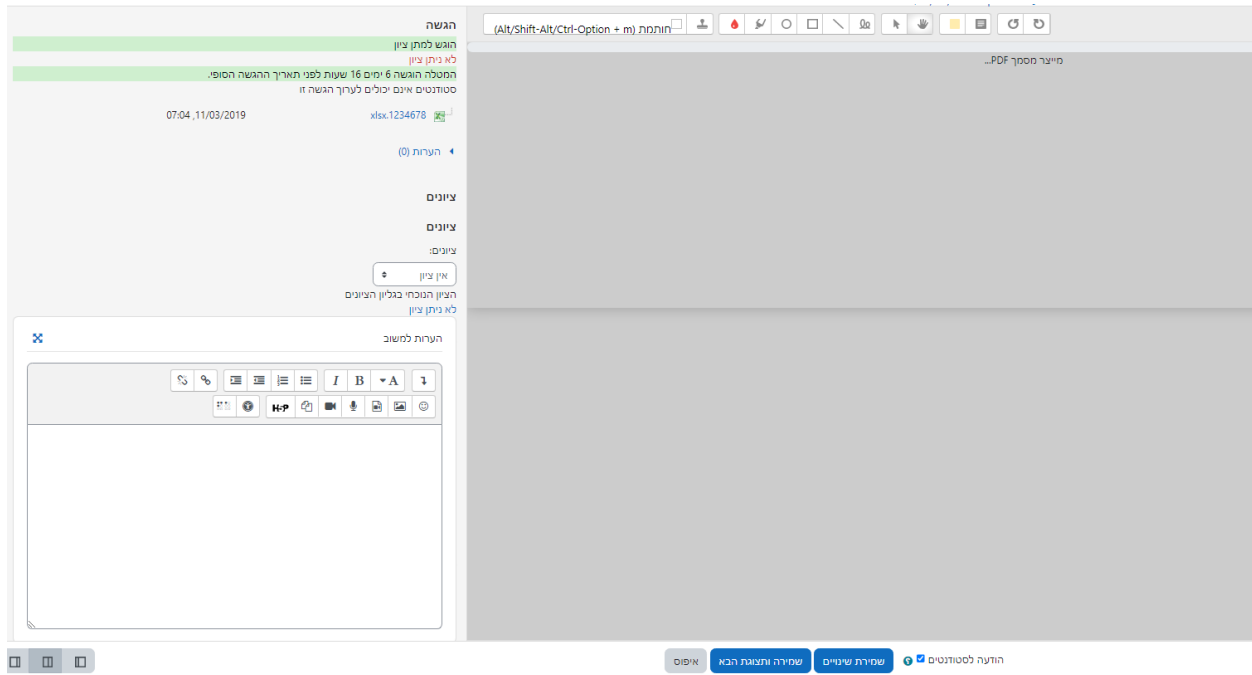 חותמת (Alt/Shift-Alt/Ctrl-Option + m)
מייצר מסמך PDF...
הגשה
הוגש למתן ציון
לא ניתן ציון
המטלה הוגשה 6 ימים 16 שעות לפני תאריך ההגשה הסופי.
סטודנטים אינם יכולים לערוך הגשה זו
xlsx.1234678
11/03/2019, 07:04
הערות (0)
ציונים
ציונים
ציונים:
אין ציון
הציון הנוכחי בגליון הציונים
לא ניתן ציון
הערות למשוב
A B I
H-P
הודעה לסטודנטים
שמירת שינויים
שמירה ותצוגת הבא
איפוס